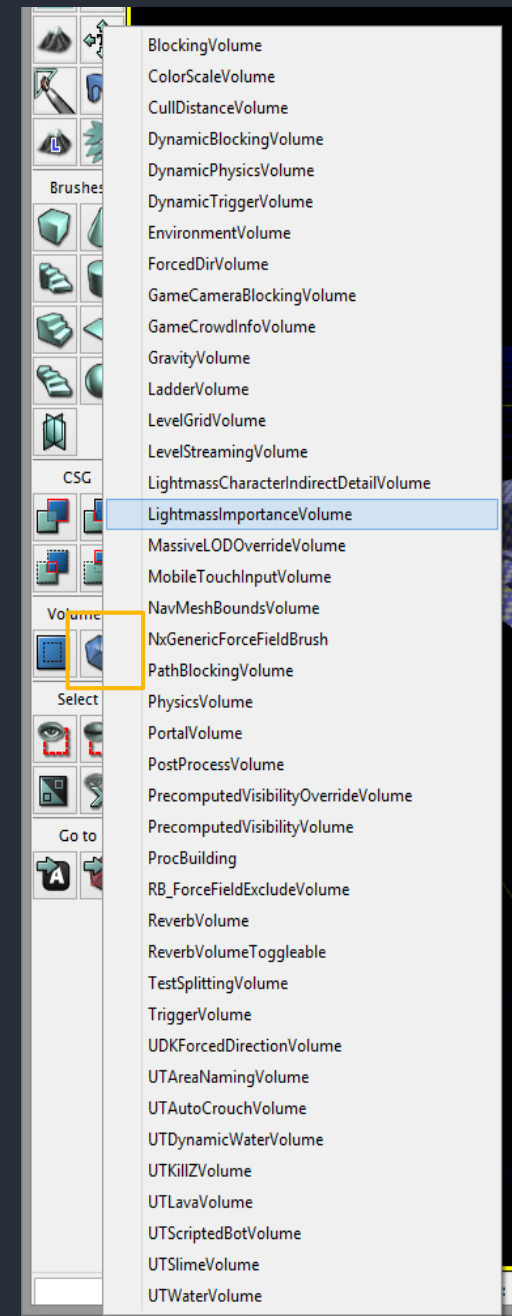 BlockingVolume
ColorScaleVolume
CullDistanceVolume
DynamicBlockingVolume
DynamicPhysicsVolume
DynamicTriggerVolume
EnvironmentVolume
ForcedDirVolume
GameCameraBlockingVolume
GameCrowdInfoVolume
GravityVolume
LadderVolume
LevelGridVolume
LevelStreamingVolume
LightmassCharacterIndirectDetailVolume
LightmassImportanceVolume
MassiveLODOverrideVolume
MobileTouchInputVolume
NavMeshBoundsVolume
NxGenericForceFieldBrush
PathBlockingVolume
PhysicsVolume
PortalVolume
PostProcessVolume
PrecomputedVisibilityOverrideVolume
PrecomputedVisibilityVolume
ProcBuilding
RB_ForceFieldExcludeVolume
ReverbVolume
ReverbVolumeToggleable
TestSplittingVolume
TriggerVolume
UDKForcedDirectionVolume
UTAreaNamingVolume
UTAutoCrouchVolume
UTDynamicWaterVolume
UTKillZVolume
UTLavaVolume
UTScriptedBotVolume
UTSlimeVolume
UTWaterVolume
L
Brushes
CSG
Volume
Select
Go to
A